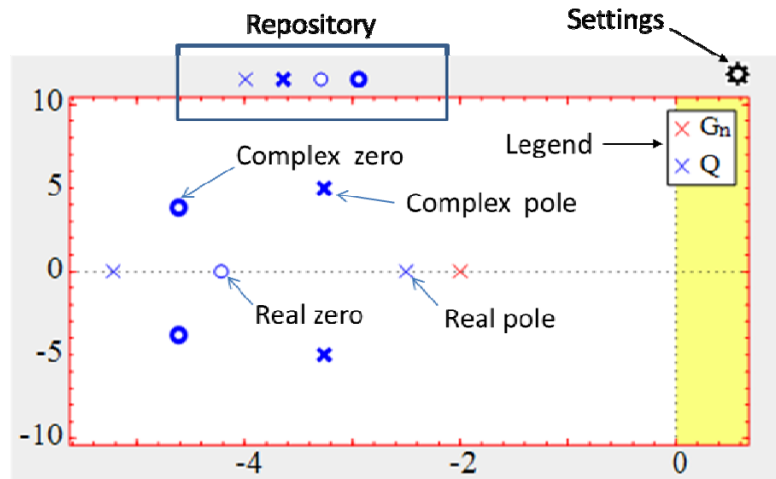 Repository
Settings
10
5
0
-5
-10
Complex zero
Complex pole
Legend
Gn
Q
Real zero
Real pole
-4
-2
0